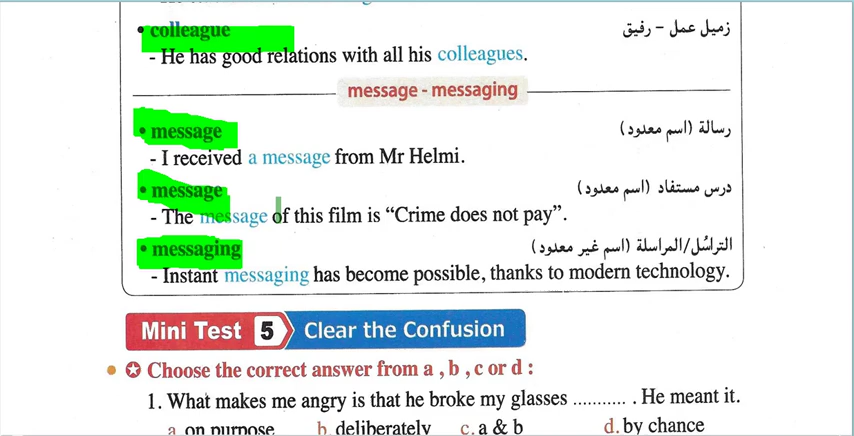 • colleague زميل عمل – رفيق
- He has good relations with all his colleagues.
message - messaging
• message رسالة (اسم معدود)
- I received a message from Mr Helmi.
• message درس مستفاد (اسم معدود)
- The message of this film is “Crime does not pay”.
• messaging التراسُل/المراسلة (اسم غير معدود)
- Instant messaging has become possible, thanks to modern technology.
Mini Test 5 Clear the Confusion
Choose the correct answer from a , b , c or d :
1. What makes me angry is that he broke my glasses ........... . He meant it.
a. on purpose b. deliberately c. a & b d. by chance